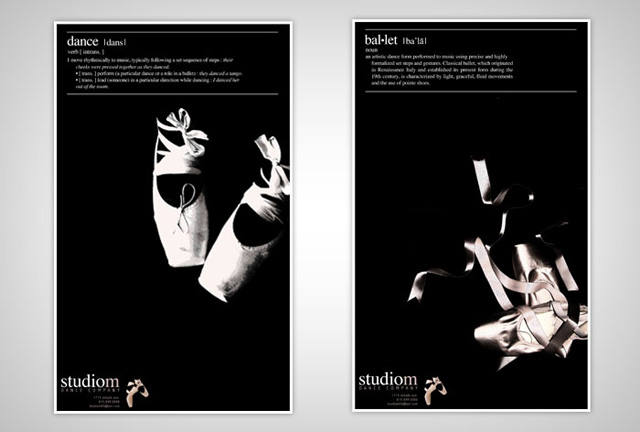 dance |dans|
verb [ intrans. ]
1 move rhythmically to music, typically following a set sequence of steps : their
cheeks were pressed together as they danced.
• [ trans. ] perform (a particular dance or a role in a ballet) : they danced a tango.
• [ trans. ] lead (someone) in a particular direction while dancing : I danced her
out of the room.
studiom
DANCE COMPANY
bal•let |ba'lā|
noun
an artistic dance form performed to music using precise and highly
formalized set steps and gestures. Classical ballet, which originated
in Renaissance Italy and established its present form during the
19th century, is characterized by light, graceful, fluid movements
and the use of pointe shoes.
studiom
DANCE COMPANY